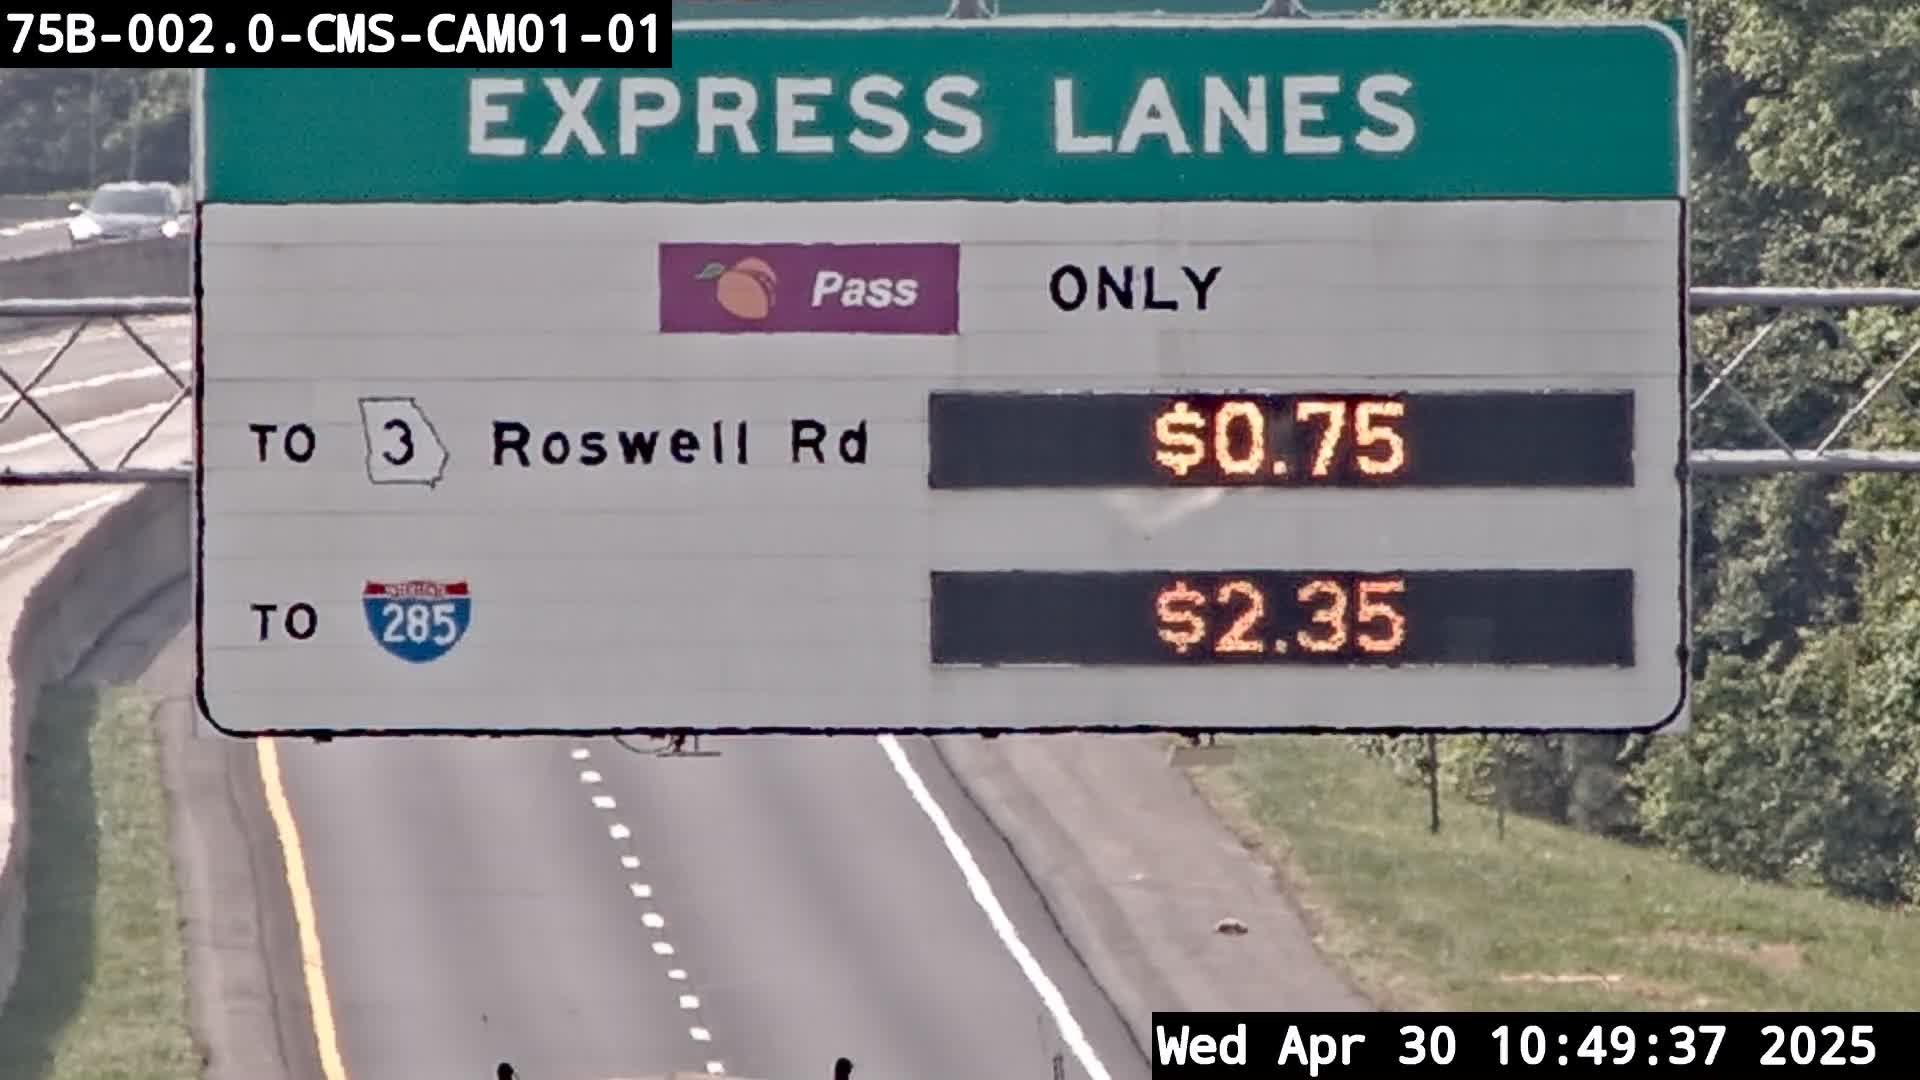 75B-002.0-CMS-CAM01-01
EXPRESS LANES
Pass ONLY
TO 3 Roswell Rd $0.75
TO 285 $2.35
Wed Apr 30 10:49:37 2025